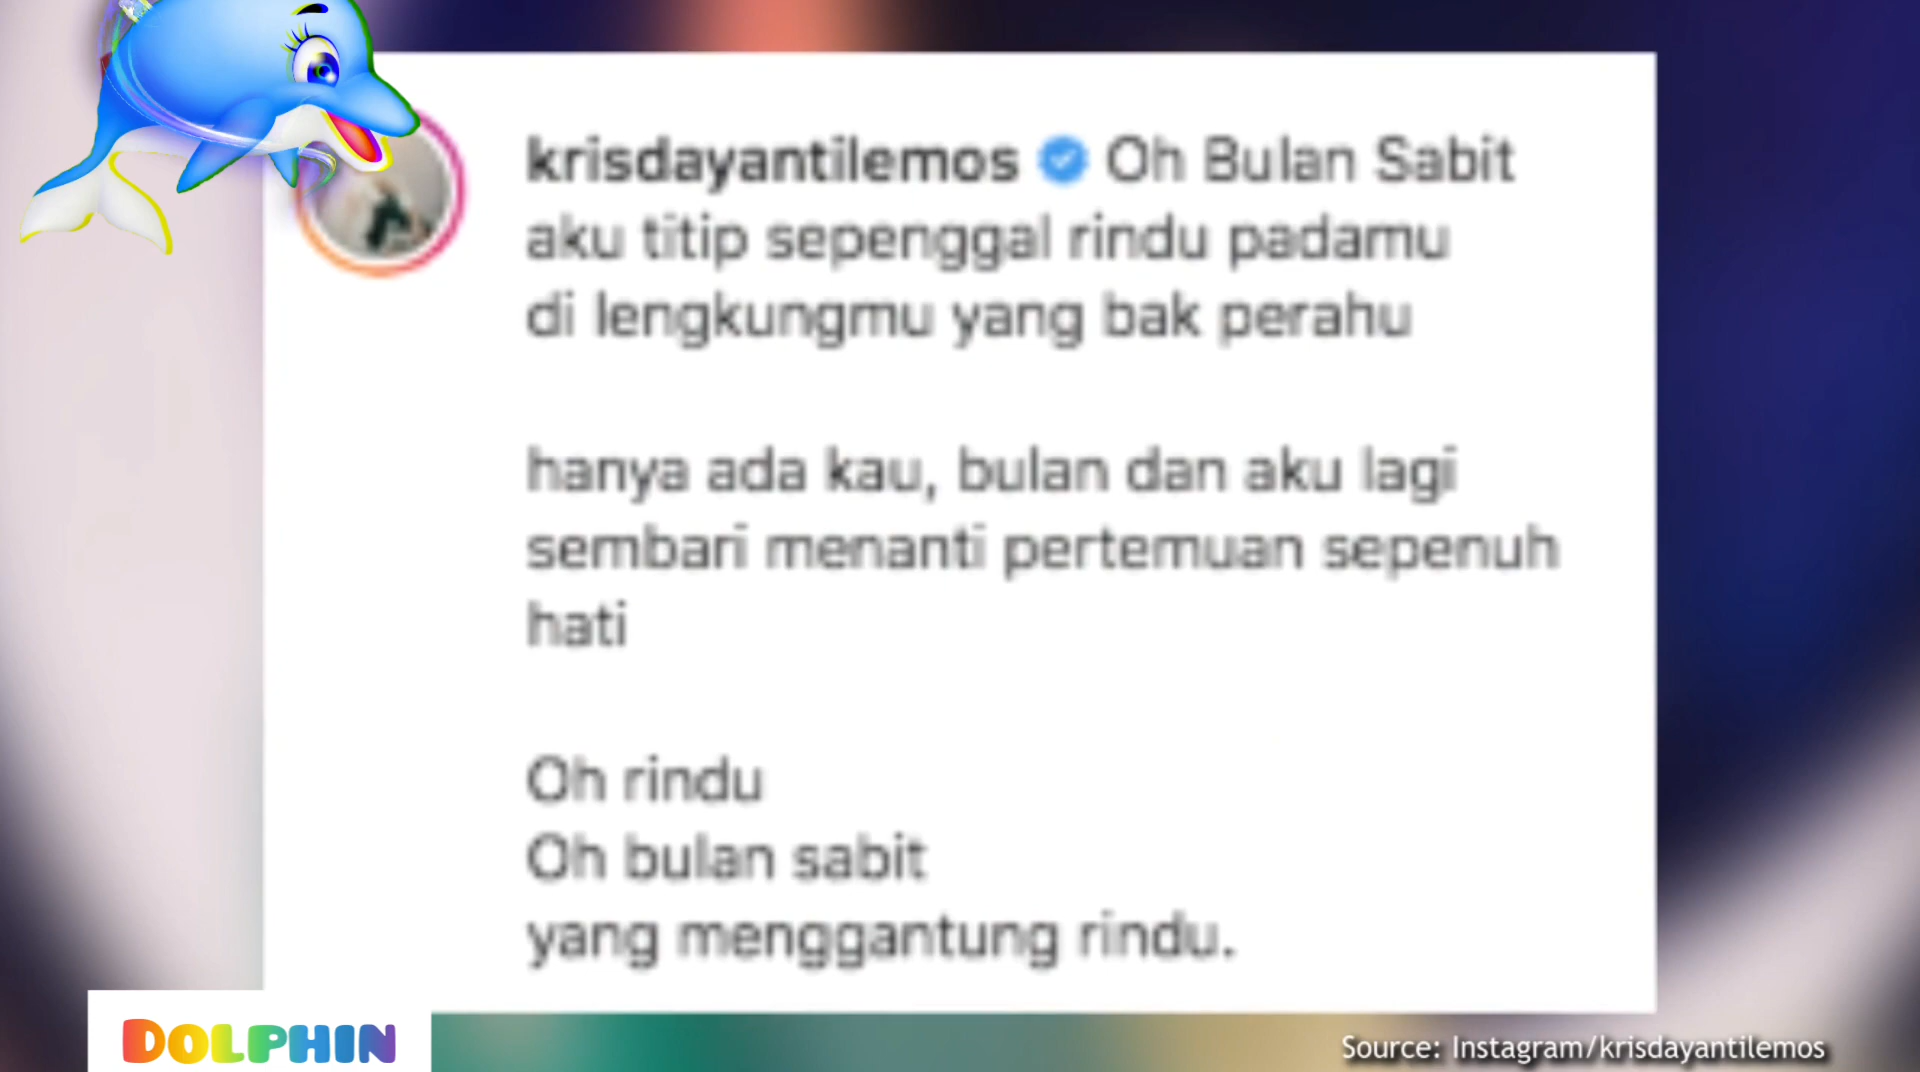 krisdayantilemos Oh Bulan Sabit
aku titip sepenggal rindu padamu
di lengkungmu yang bak perahu
hanya ada kau, bulan dan aku lagi
sembari menanti pertemuan sepenuh
hati
Oh rindu
Oh bulan sabit
yang menggantung rindu.
DOLPHIN
Source: Instagram/krisdayantilemos